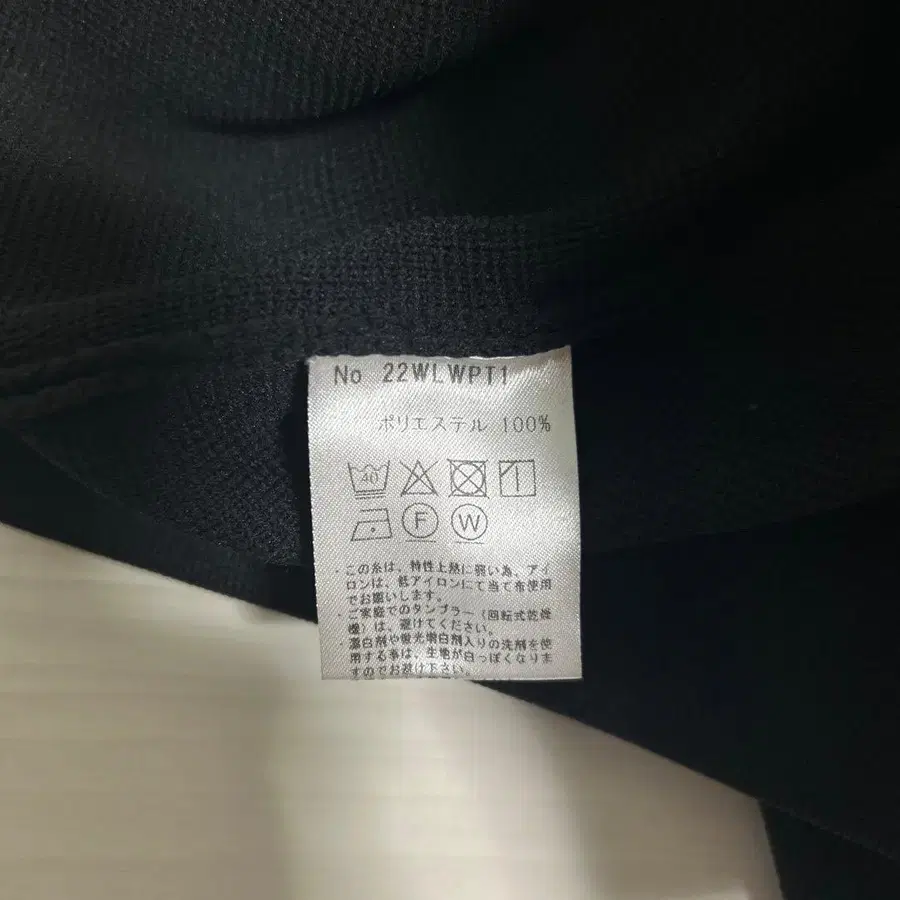 No 22WLWPT1
ポリエステル 100%
40
F W
・この糸は、特性上熱に弱い為、アイ
ロンは、低アイロンにて当て布使用
でお願いします。
・ご家庭でのタンブラー（回転式乾燥
機）は、避けてください。
・漂白剤や蛍光増白剤入りの洗剤を使
用する事は、生地が白っぽくなりま
すのでお避け下さい。